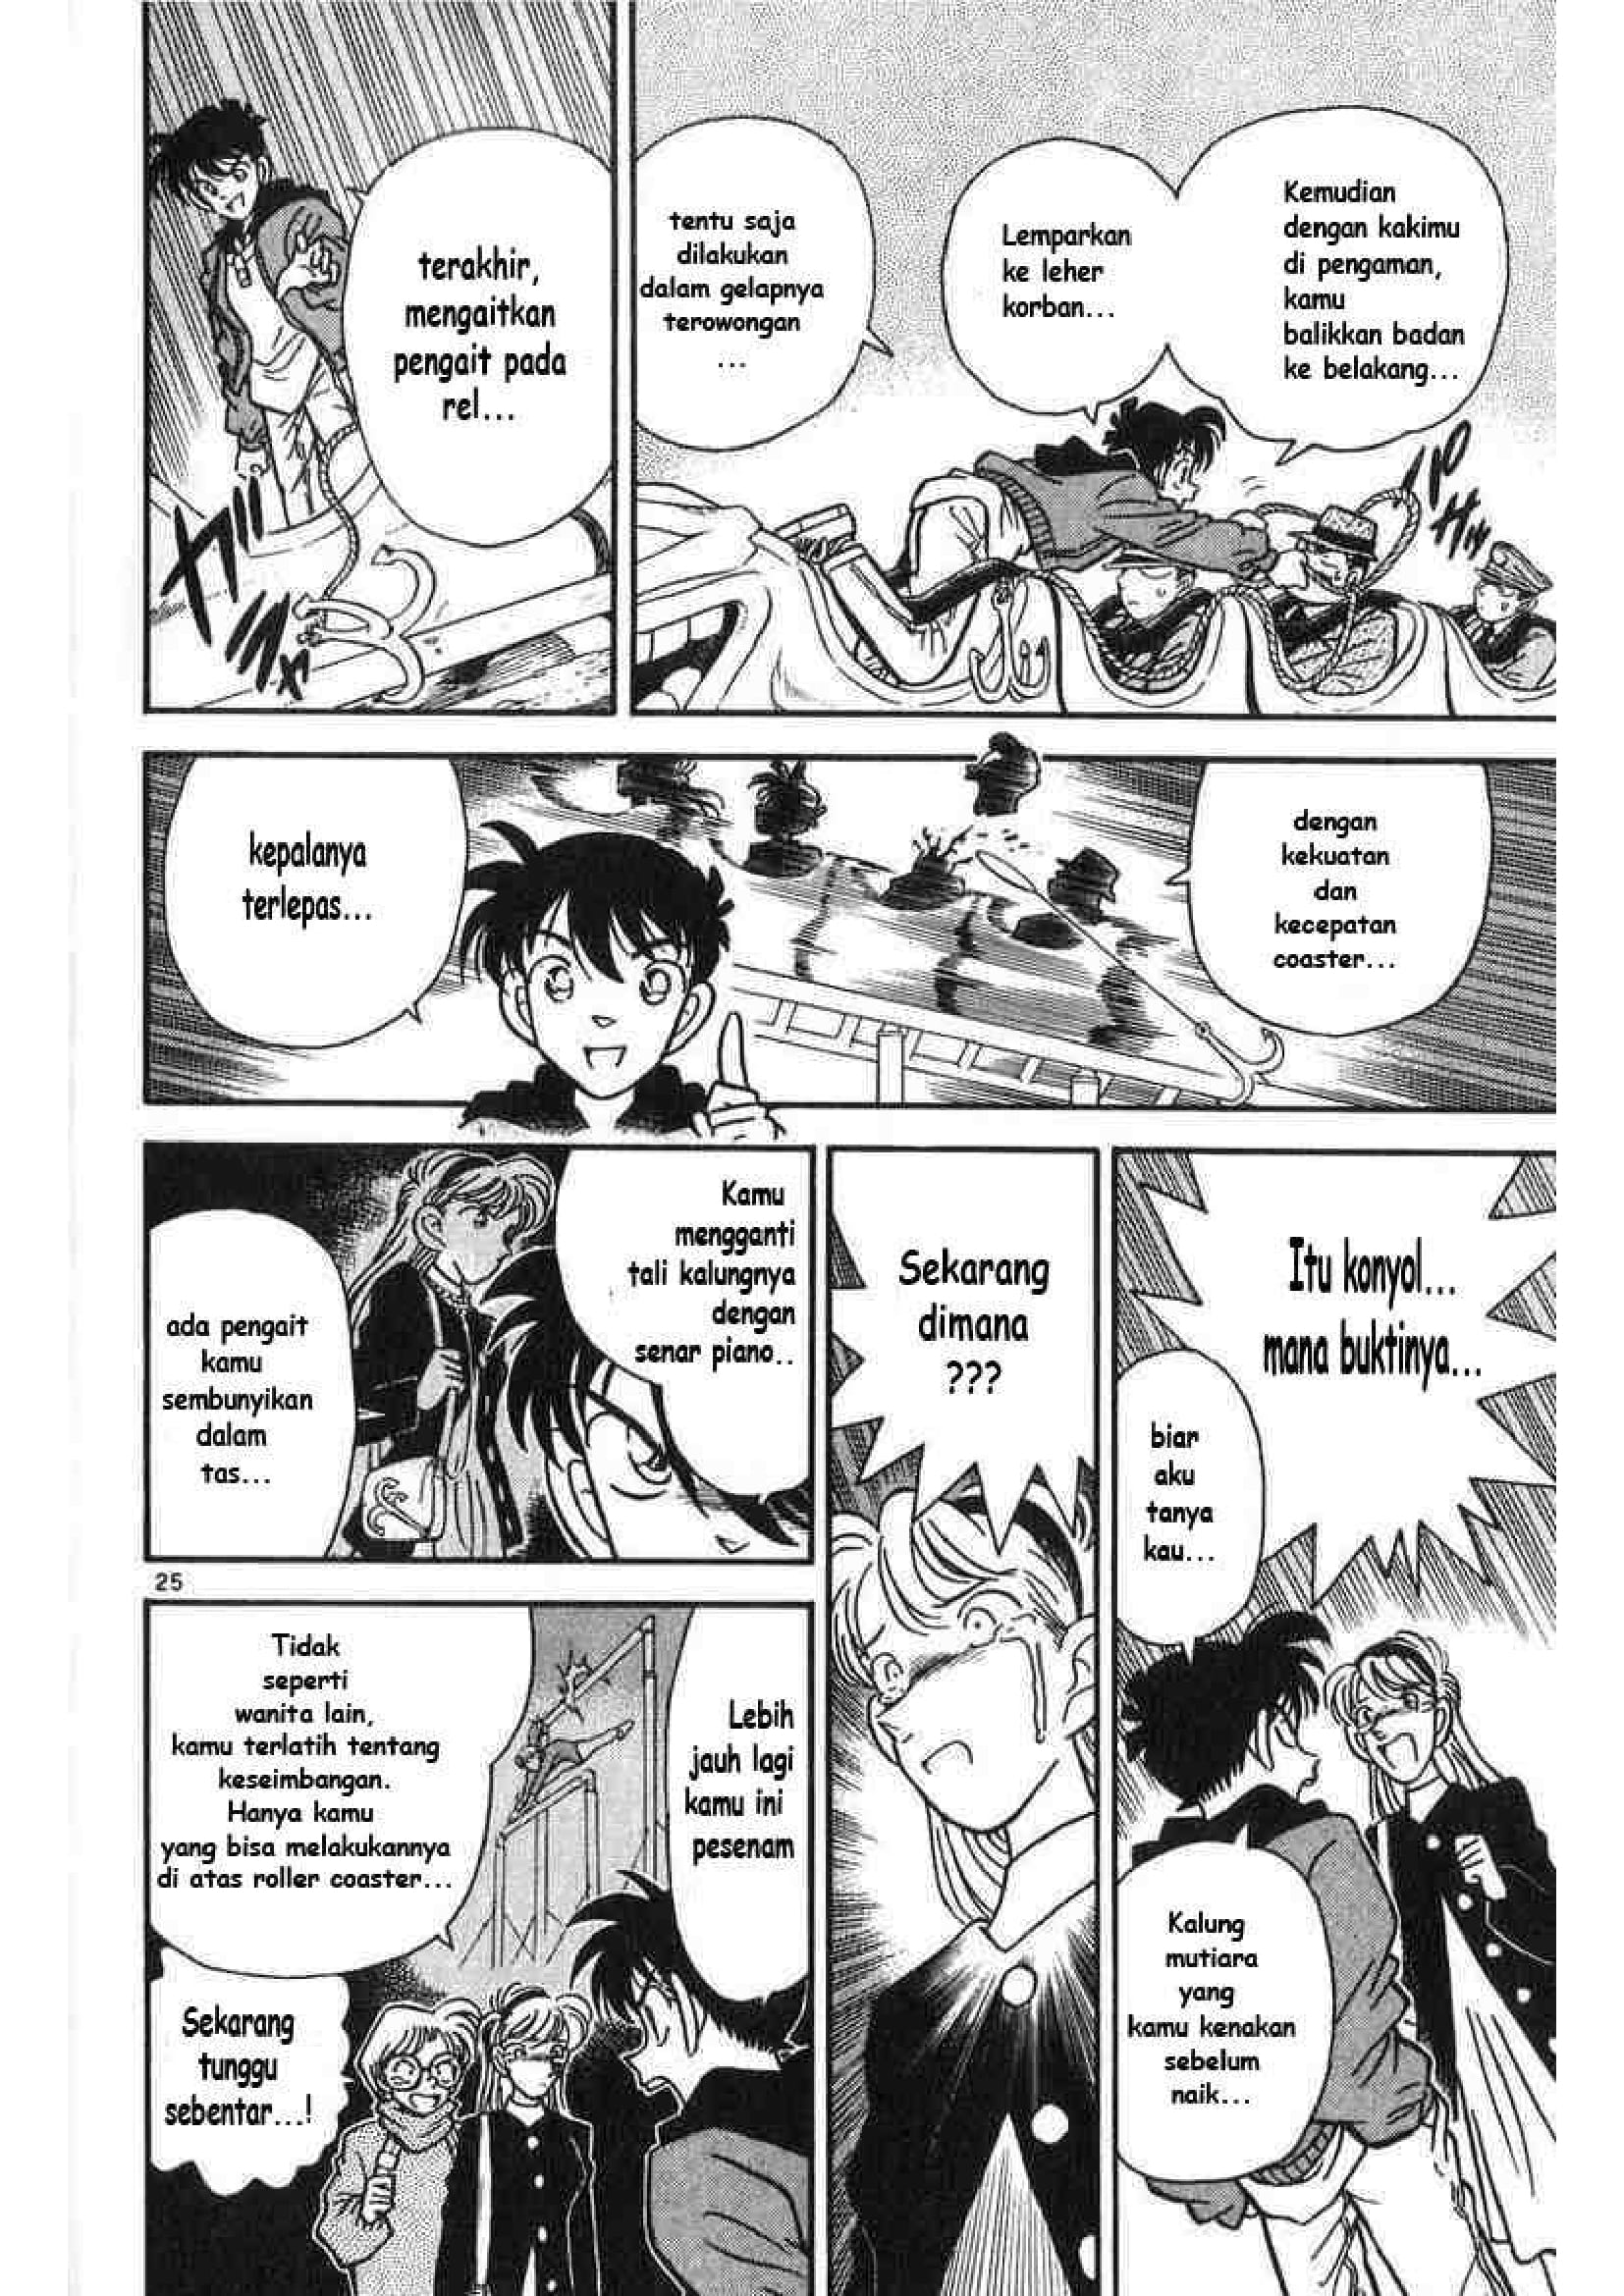 Kemudian
dengan kakimu
di pengaman,
kamu
balikkan badan
ke belakang...
Lemparkan
ke leher
korban...
tentu saja
dilakukan
dalam gelapnya
terowongan
...
terakhir,
mengaitkan
pengait pada
rel...
dengan
kekuatan
dan
kecepatan
coaster...
kepalanya
terlepas...
Itu konyol...
mana buktinya...
biar
aku
tanya
kau...
Kalung
mutiara
yang
kamu kenakan
sebelum
naik...
Sekarang
dimana
???
Kamu
mengganti
tali kalungnya
dengan
senar piano..
ada pengait
kamu
sembunyikan
dalam
tas...
25
Lebih
jauh lagi
kamu ini
pesenam
Tidak
seperti
wanita lain,
kamu terlatih tentang
keseimbangan.
Hanya kamu
yang bisa melakukannya
di atas roller coaster...
Sekarang
tunggu
sebentar...!